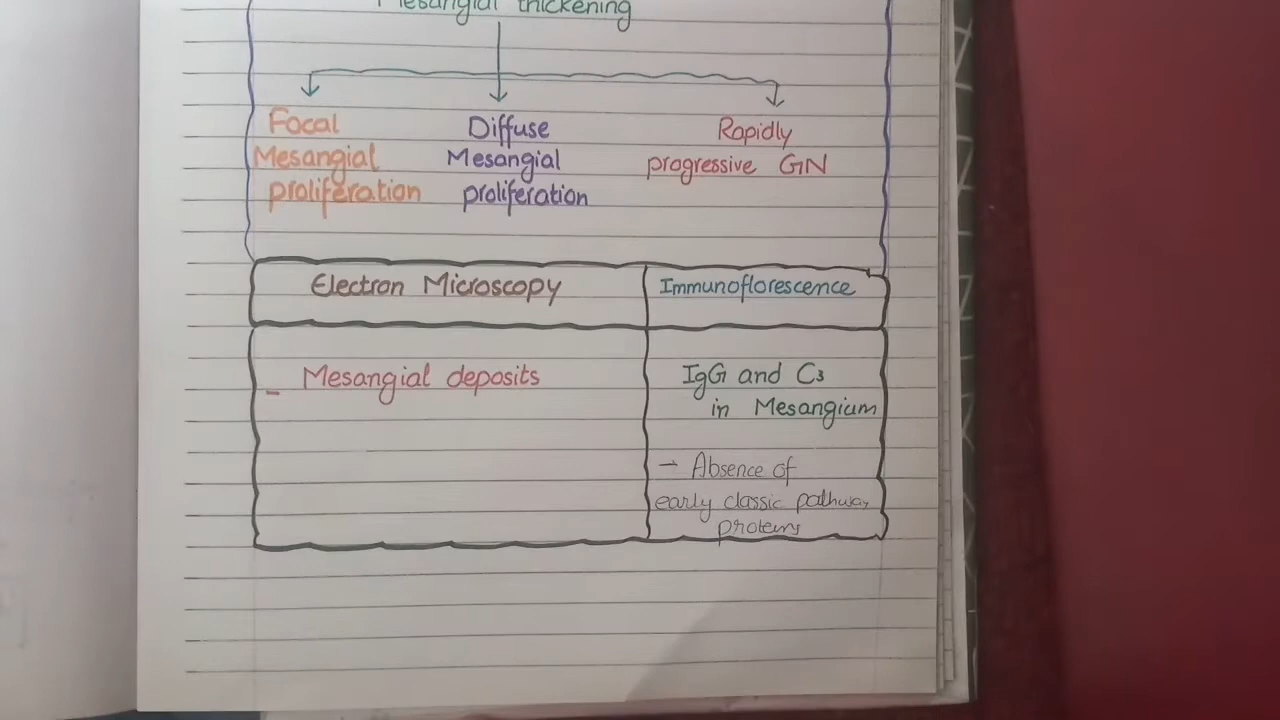 Mesangial thickening
Focal
Mesangial
proliferation
Diffuse
Mesangial
proliferation
Rapidly
progressive GN
Electron Microscopy
Immunoflorescence
- Mesangial deposits
IgG and C3
in Mesangium
- Absence of
early classic pathway
proteins